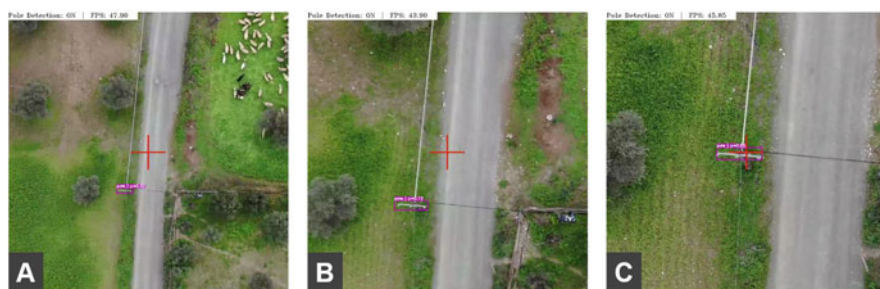 Pole Detection: ON | FPS: 47.90
Pole Detection: ON | FPS: 43.90
Pole Detection: ON | FPS: 45.85
A
B
C